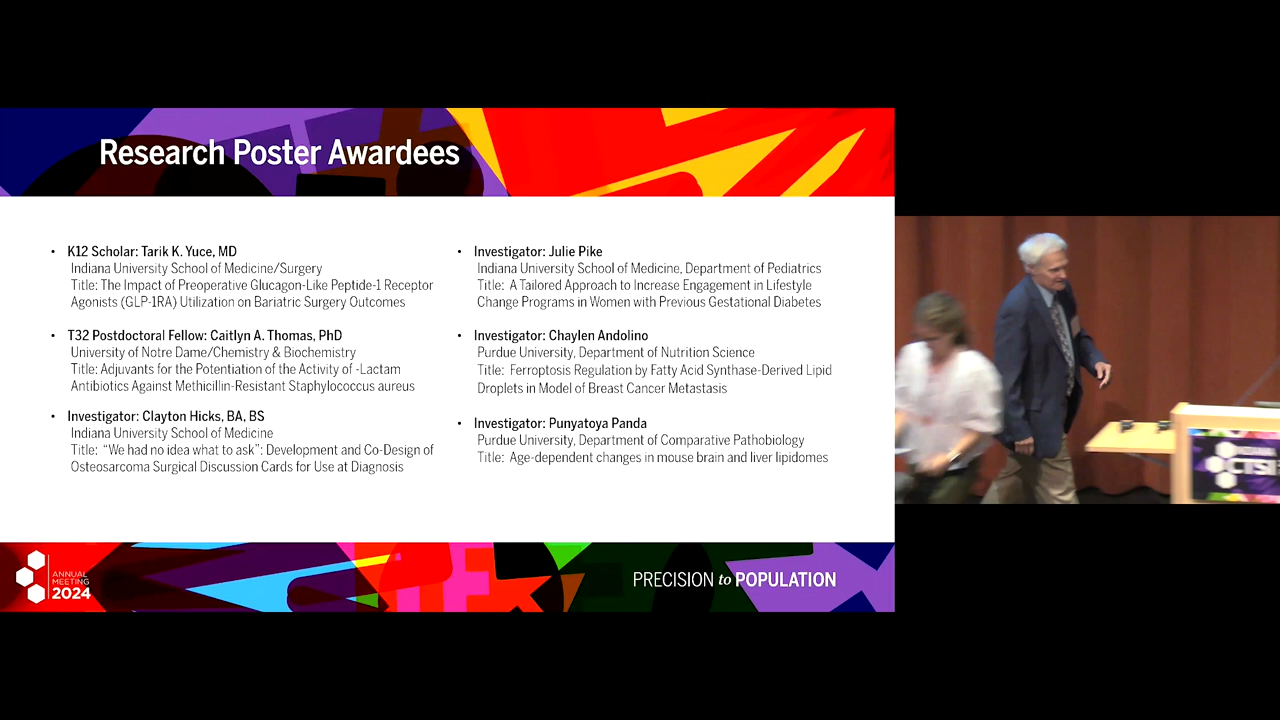 Research Poster Awardees
• K12 Scholar: Tarik K. Yuce, MD
Indiana University School of Medicine/Surgery
Title: The Impact of Preoperative Glucagon-Like Peptide-1 Receptor
Agonists (GLP-1RA) Utilization on Bariatric Surgery Outcomes
• T32 Postdoctoral Fellow: Caitlyn A. Thomas, PhD
University of Notre Dame/Chemistry & Biochemistry
Title: Adjuvants for the Potentiation of the Activity of -Lactam
Antibiotics Against Methicillin-Resistant Staphylococcus aureus
• Investigator: Clayton Hicks, BA, BS
Indiana University School of Medicine
Title: “We had no idea what to ask”: Development and Co-Design of
Osteosarcoma Surgical Discussion Cards for Use at Diagnosis
• Investigator: Julie Pike
Indiana University School of Medicine, Department of Pediatrics
Title: A Tailored Approach to Increase Engagement in Lifestyle
Change Programs in Women with Previous Gestational Diabetes
• Investigator: Chaylen Andolino
Purdue University, Department of Nutrition Science
Title: Ferroptosis Regulation by Fatty Acid Synthase-Derived Lipid
Droplets in Model of Breast Cancer Metastasis
• Investigator: Punyatoya Panda
Purdue University, Department of Comparative Pathobiology
Title: Age-dependent changes in mouse brain and liver lipidomes
ANNUAL
MEETING
2024
PRECISION to POPULATION
CTSI